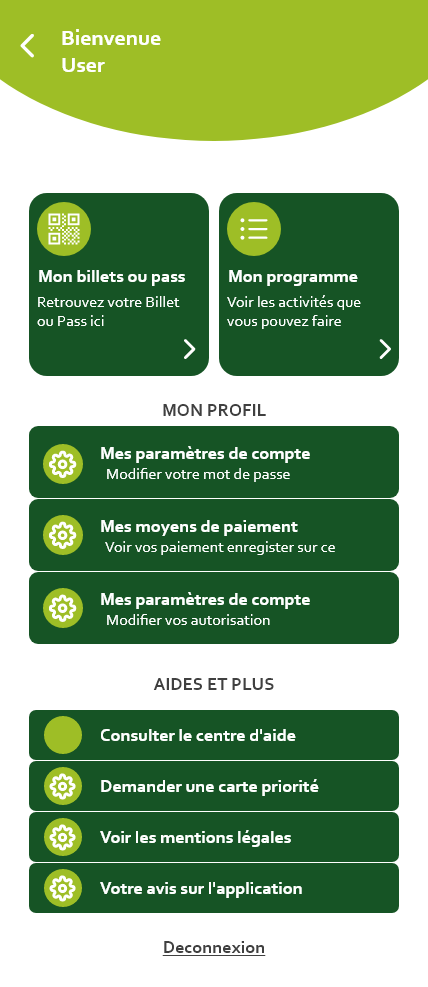 Bienvenue
User
Mon billets ou pass
Retrouvez votre Billet
ou Pass ici
Mon programme
Voir les activités que
vous pouvez faire
MON PROFIL
Mes paramètres de compte
Modifier votre mot de passe
Mes moyens de paiement
Voir vos paiement enregister sur ce
Mes paramètres de compte
Modifier vos autorisation
AIDES ET PLUS
Consulter le centre d'aide
Demander une carte priorité
Voir les mentions légales
Votre avis sur l'application
Deconnexion